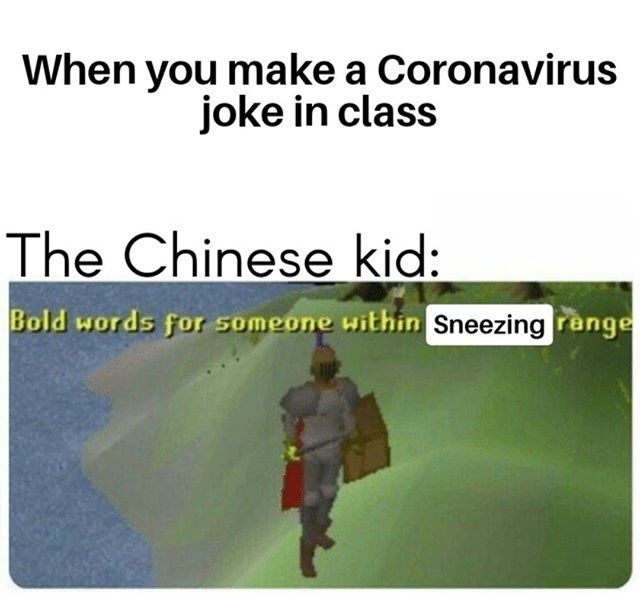 When you make a Coronavirus
joke in class
The Chinese kid:
Bold words for someone within Sneezing range